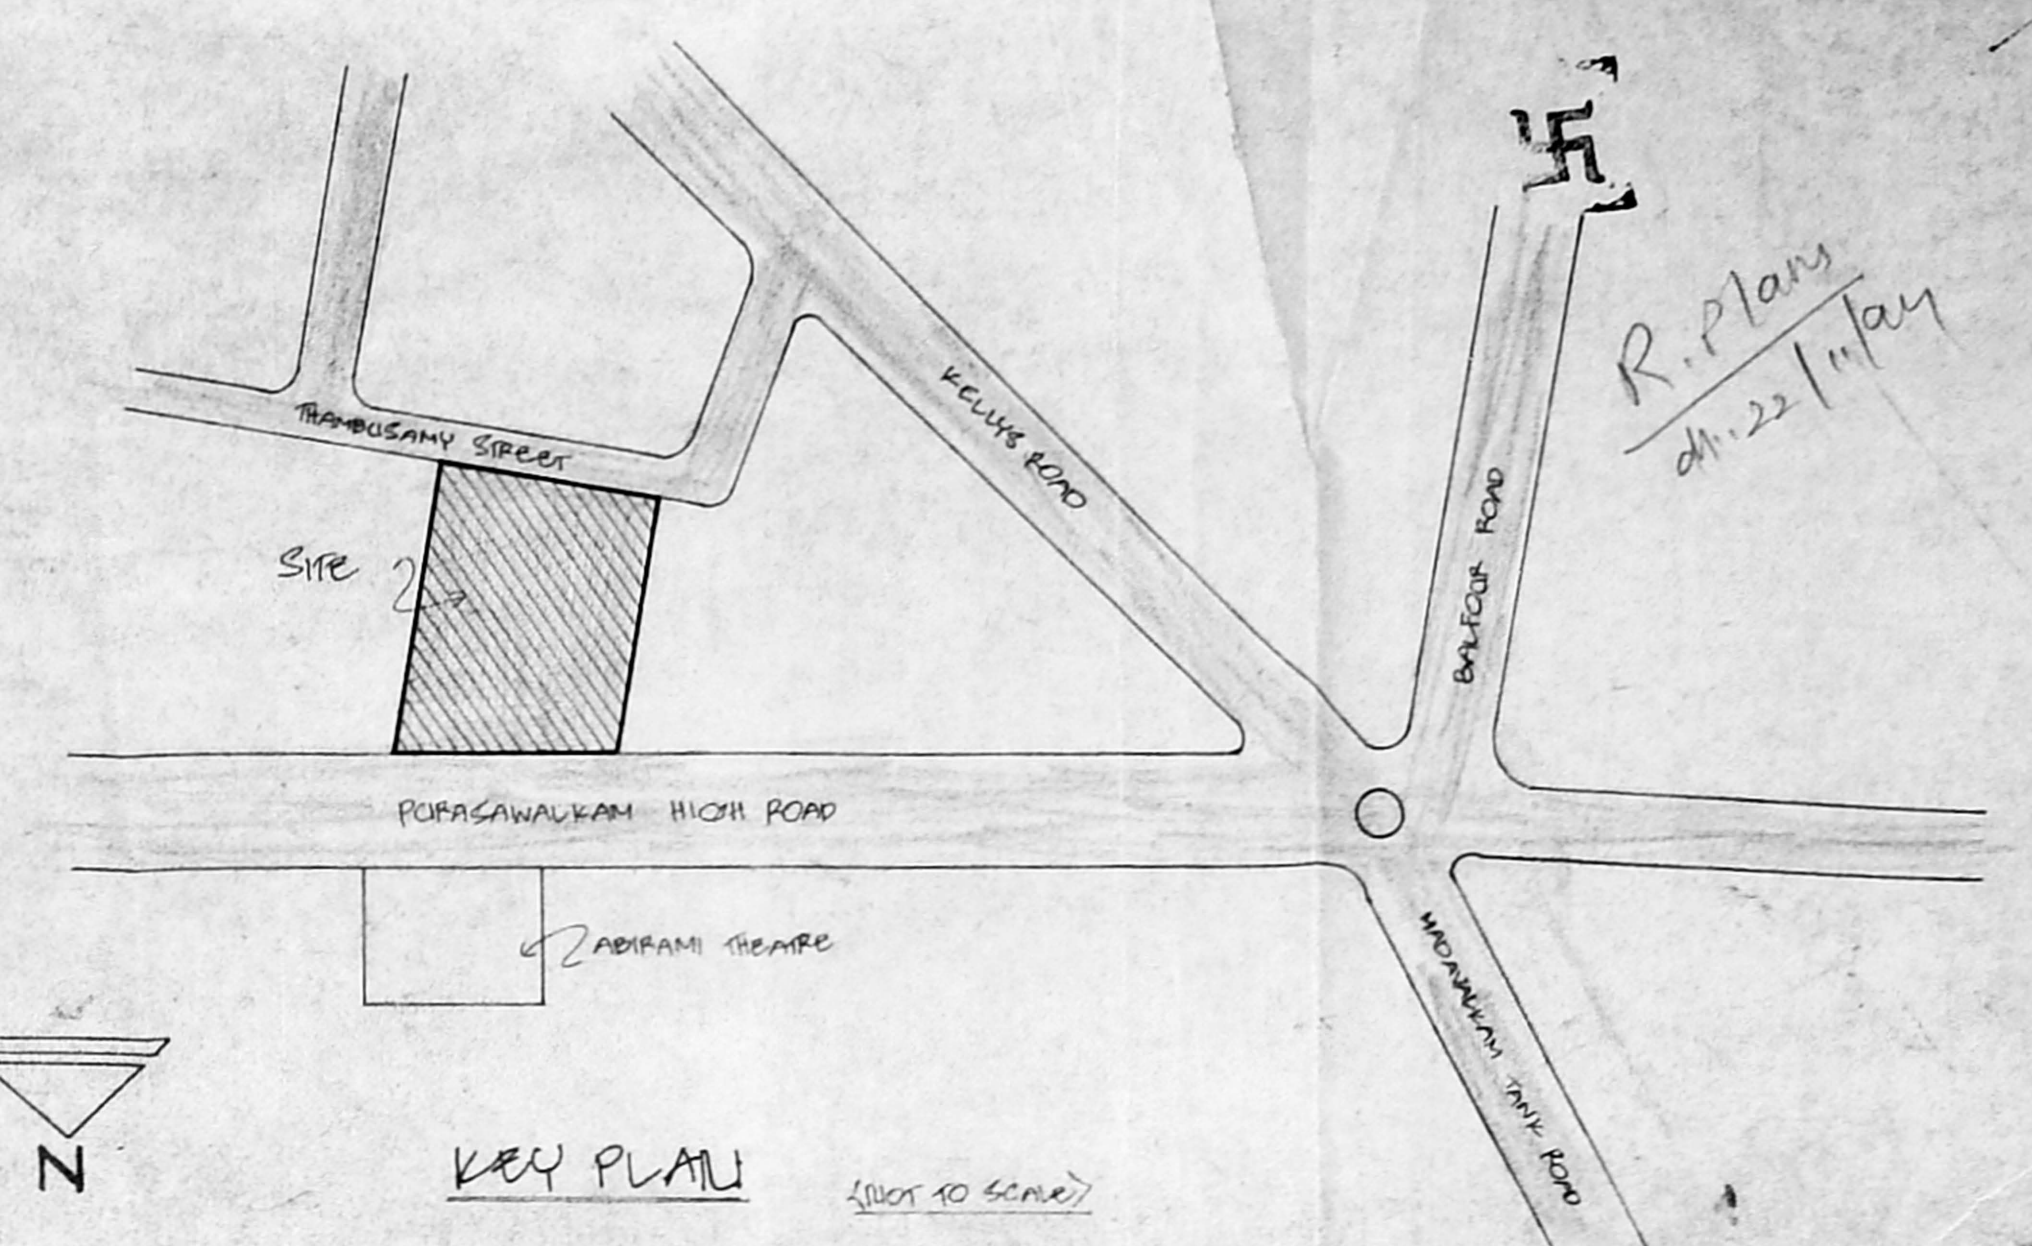 R. Plans
dt:.22/11/04
THAMBUSAMY STREET
KELLYS ROAD
BALFOUR ROAD
SITE
PURASAWALKAM HIGH ROAD
ABIRAMI THEATRE
MADAVALKAM TANK ROAD
N
KEY PLAN
(NOT TO SCALE)